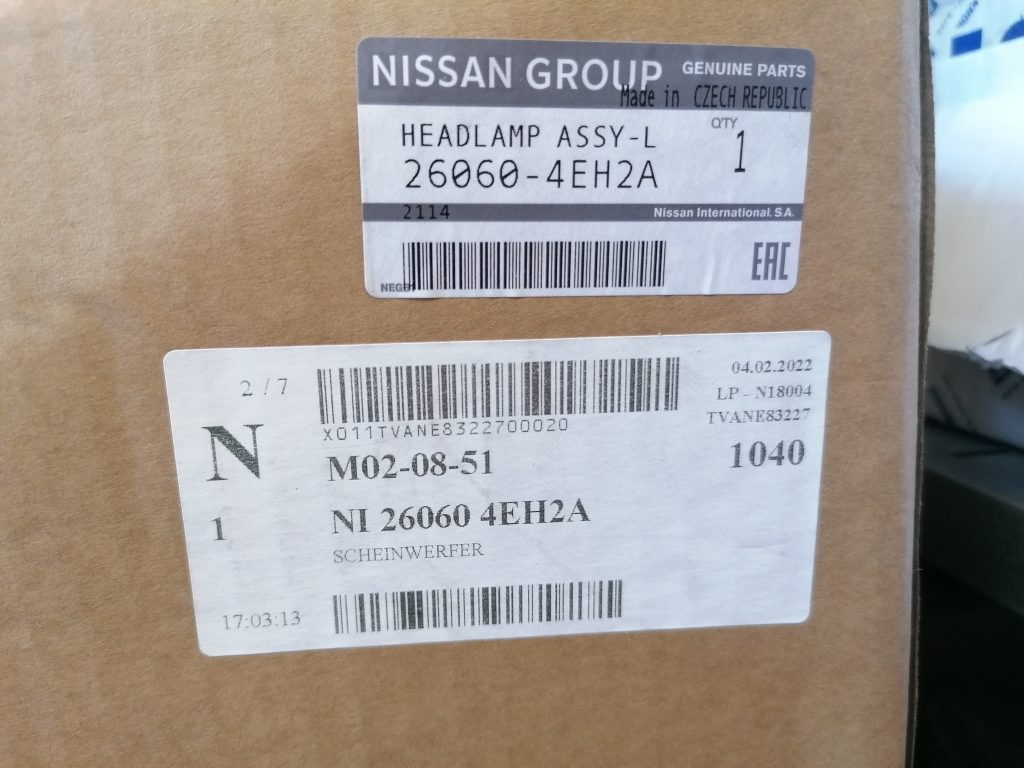 NISSAN GROUP GENUINE PARTS
Made in CZECH REPUBLIC
HEADLAMP ASSY-L
Q'TY
26060-4EH2A
1
2114
Nissan International. S.A.
EAC
2 / 7
X011TVANE8322700020
04.02.2022
LP - N18004
TVANE83227
N
M02-08-51
1040
1
NI 26060 4EH2A
SCHEINWERFER
17:03:13